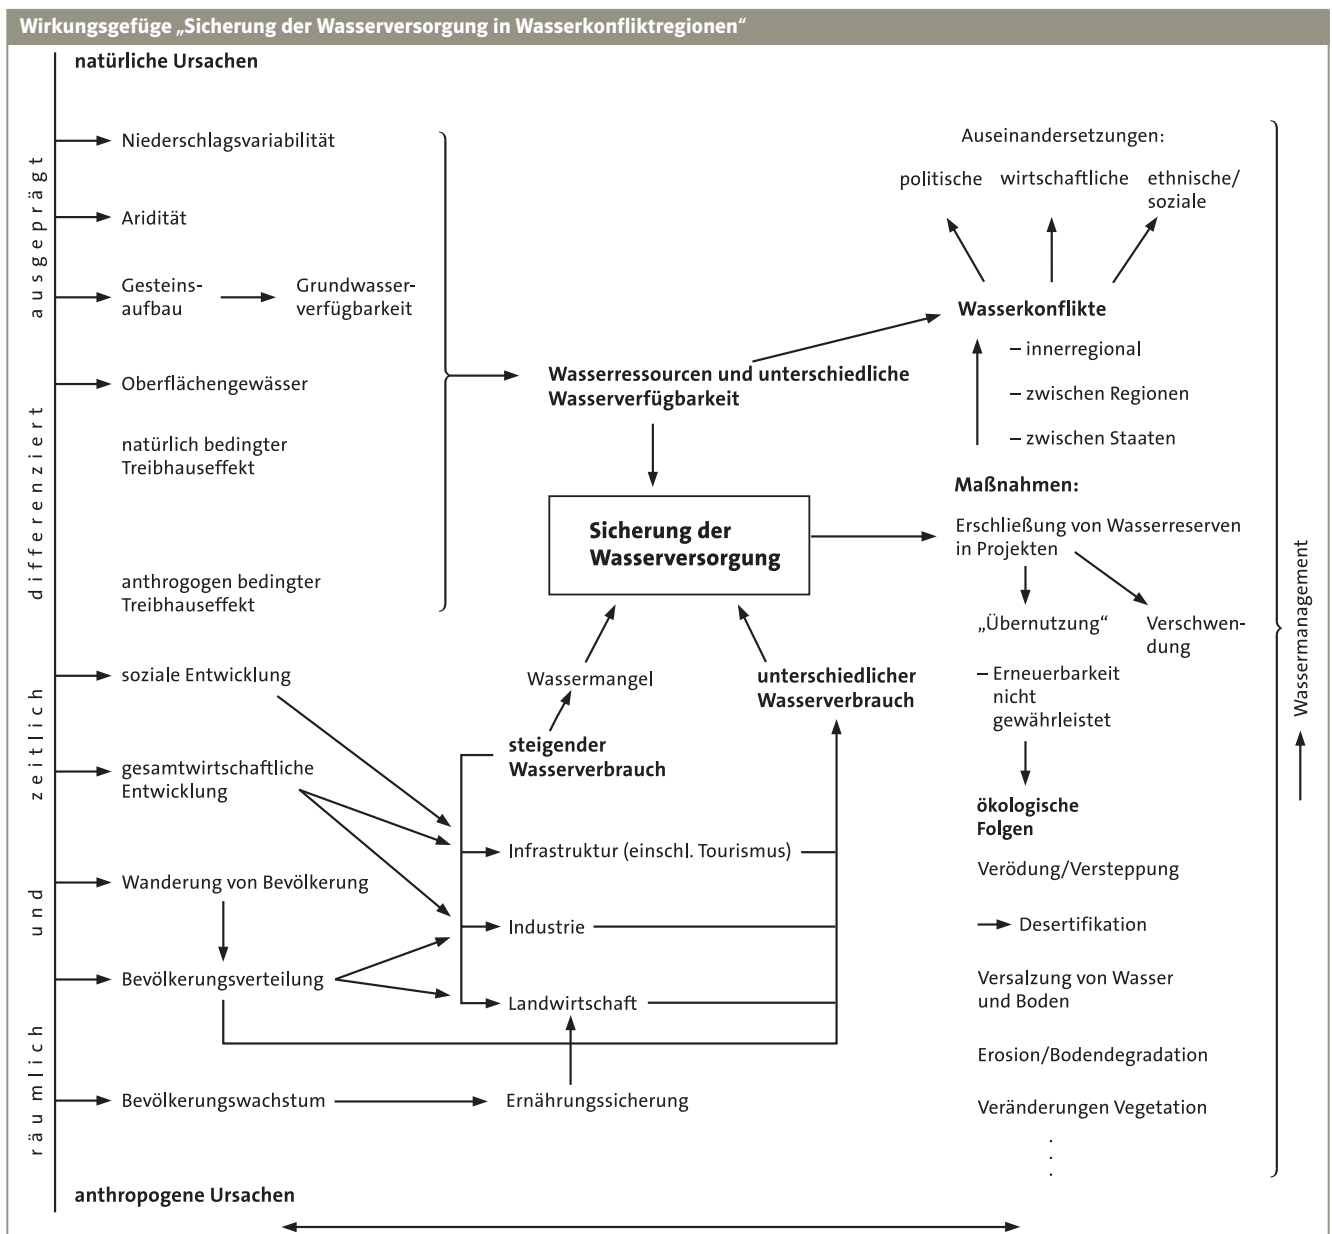 Wirkungsgefüge „Sicherung der Wasserversorgung in Wasserkonfliktregionen“
räumlich und zeitlich differenziert ausgeprägt
natürliche Ursachen
Niederschlagsvariabilität
Aridität
Gesteins-
aufbau
Grundwasser-
verfügbarkeit
Oberflächengewässer
natürlich bedingter
Treibhauseffekt
anthrogogen bedingter
Treibhauseffekt
soziale Entwicklung
gesamtwirtschaftliche
Entwicklung
Wanderung von Bevölkerung
Bevölkerungsverteilung
Bevölkerungswachstum
anthropogene Ursachen
Wasserressourcen und unterschiedliche
Wasserverfügbarkeit
Sicherung der
Wasserversorgung
Wassermangel
unterschiedlicher
Wasserverbrauch
steigender
Wasserverbrauch
Infrastruktur (einschl. Tourismus)
Industrie
Landwirtschaft
Ernährungssicherung
Auseinandersetzungen:
politische
wirtschaftliche
ethnische/
soziale
Wasserkonflikte
– innerregional
– zwischen Regionen
– zwischen Staaten
Maßnahmen:
Erschließung von Wasserreserven
in Projekten
„Übernutzung“
Verschwen-
dung
– Erneuerbarkeit
nicht
gewährleistet
ökologische
Folgen
Verödung/Versteppung
Desertifikation
Versalzung von Wasser
und Boden
Erosion/Bodendegradation
Veränderungen Vegetation
.
.
.
Wassermanagement